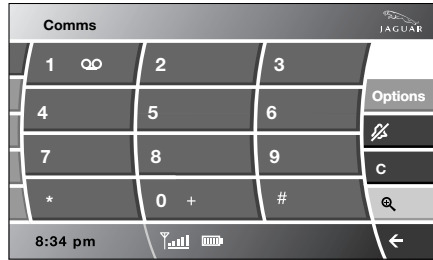 Comms JAGUAR
1 2 3
Options
4 5 6
7 8 9
C
* 0 + #
8:34 pm